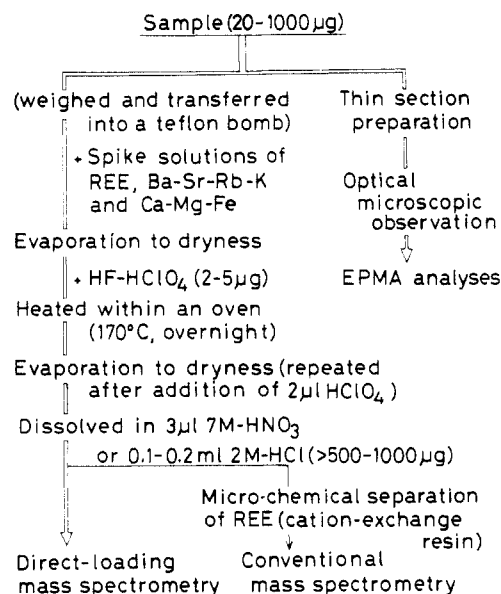 Sample(20-1000µg)
(weighed and transferred
into a teflon bomb)
+ Spike solutions of
REE, Ba-Sr-Rb-K
and Ca-Mg-Fe
Evaporation to dryness
+ HF-HClO₄ (2-5µg)
Heated within an oven
(170°C, overnight)
Evaporation to dryness (repeated
after addition of 2µl HClO₄)
Dissolved in 3µl 7M-HNO₃
or 0.1-0.2ml 2M-HCl(>500-1000µg)
Micro-chemical separation
of REE (cation-exchange
resin)
Direct-loading
mass spectrometry
Conventional
mass spectrometry
Thin section
preparation
Optical
microscopic
observation
EPMA analyses